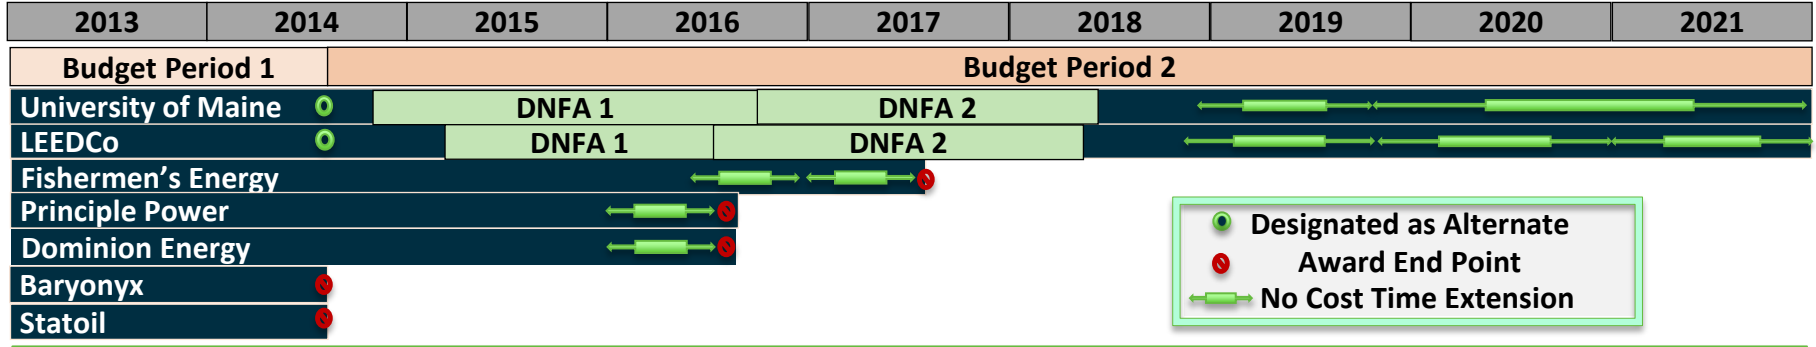 2013 2014 2015 2016 2017 2018 2019 2020 2021
Budget Period 1 Budget Period 2
University of Maine DNFA 1 DNFA 2
LEEDCo DNFA 1 DNFA 2
Fishermen's Energy
Principle Power
Dominion Energy
Baryonyx
Statoil
Designated as Alternate
Award End Point
No Cost Time Extension